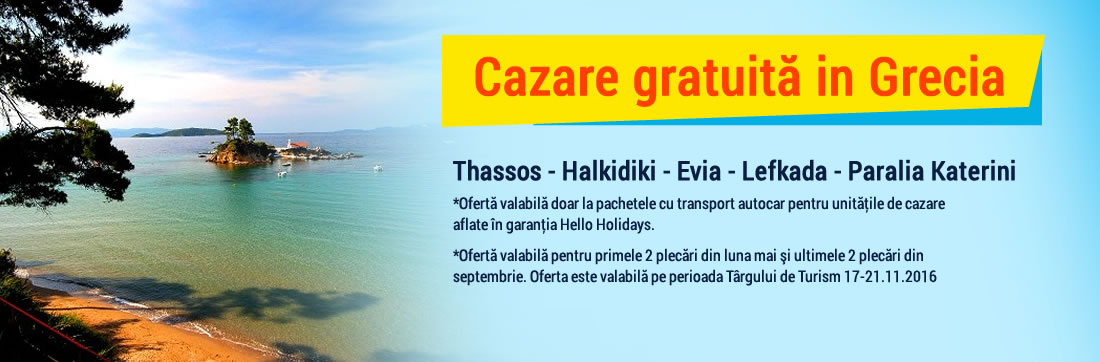 Cazare gratuită in Grecia
Thassos - Halkidiki - Evia - Lefkada - Paralia Katerini
*Ofertă valabilă doar la pachetele cu transport autocar pentru unitățile de cazare
aflate în garanția Hello Holidays.
*Ofertă valabilă pentru primele 2 plecări din luna mai şi ultimele 2 plecări din
septembrie. Oferta este valabilă pe perioada Târgului de Turism 17-21.11.2016